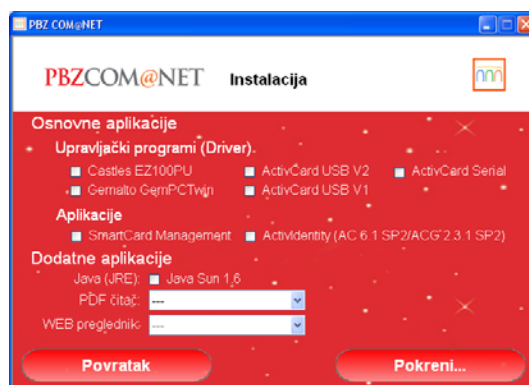 PBZ COM@NET
PBZCOM@NET Instalacija
Osnovne aplikacije
Upravljački programi (Driver)
Castles EZ100PU ActivCard USB V2 ActivCard Serial
Gemalto GemPCTwin ActivCard USB V1
Aplikacije
SmartCard Management ActivIdentity (AC 6.1 SP2/ACG 2.3.1 SP2)
Dodatne aplikacije
Java (JRE): Java Sun 1,6
PDF čitač: ---
WEB preglednik: ---
Povratak Pokreni...